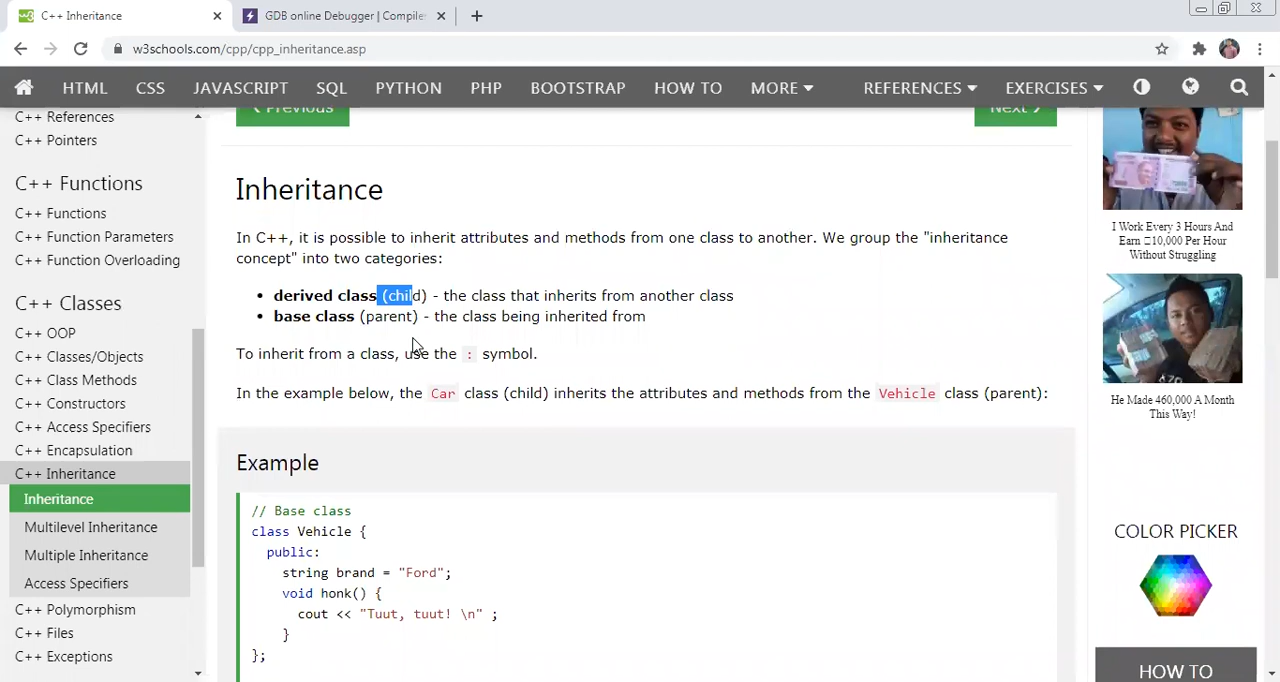 C++ Inheritance
GDB online Debugger | Compile
w3schools.com/cpp/cpp_inheritance.asp
HTML CSS JAVASCRIPT SQL PYTHON PHP BOOTSTRAP HOW TO MORE REFERENCES EXERCISES
C++ References
C++ Pointers
C++ Functions
C++ Functions
C++ Function Parameters
C++ Function Overloading
C++ Classes
C++ OOP
C++ Classes/Objects
C++ Class Methods
C++ Constructors
C++ Access Specifiers
C++ Encapsulation
C++ Inheritance
Inheritance
Multilevel Inheritance
Multiple Inheritance
Access Specifiers
C++ Polymorphism
C++ Files
C++ Exceptions
‹ Previous
Next ›
Inheritance
In C++, it is possible to inherit attributes and methods from one class to another. We group the "inheritance
concept" into two categories:
• derived class (child) - the class that inherits from another class
• base class (parent) - the class being inherited from
To inherit from a class, use the : symbol.
In the example below, the Car class (child) inherits the attributes and methods from the Vehicle class (parent):
Example
// Base class
class Vehicle {
public:
string brand = "Ford";
void honk() {
cout << "Tuut, tuut! \n" ;
}
};
I Work Every 3 Hours And
Earn 10,000 Per Hour
Without Struggling
He Made 460,000 A Month
This Way!
COLOR PICKER
HOW TO